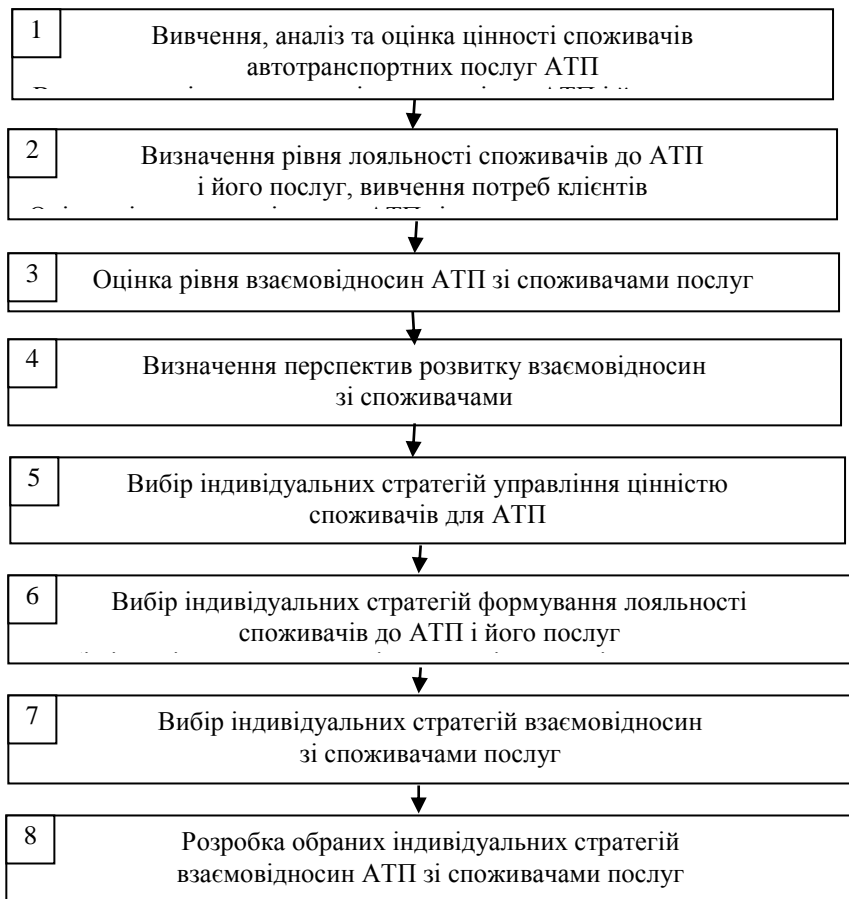 1
Вивчення, аналіз та оцінка цінності споживачів
автотранспортних послуг АТП
2
Визначення рівня лояльності споживачів до АТП
і його послуг, вивчення потреб клієнтів
3
Оцінка рівня взаємовідносин АТП зі споживачами послуг
4
Визначення перспектив розвитку взаємовідносин
зі споживачами
5
Вибір індивідуальних стратегій управління цінністю
споживачів для АТП
6
Вибір індивідуальних стратегій формування лояльності
споживачів до АТП і його послуг
7
Вибір індивідуальних стратегій взаємовідносин
зі споживачами послуг
8
Розробка обраних індивідуальних стратегій
взаємовідносин АТП зі споживачами послуг